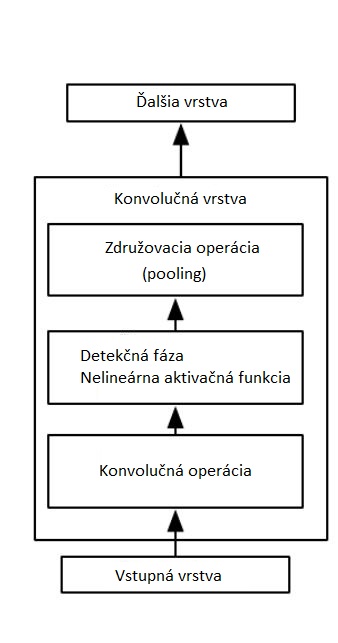 Ďalšia vrstva
Konvolučná vrstva
Združovacia operácia
(pooling)
Detekčná fáza
Nelineárna aktivačná funkcia
Konvolučná operácia
Vstupná vrstva